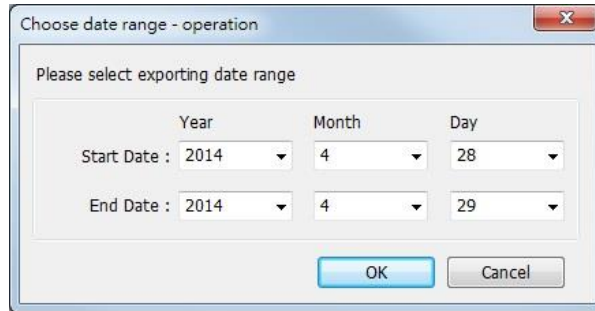 Choose date range - operation
Please select exporting date range
Year Month Day
Start Date : 2014 4 28
End Date : 2014 4 29
OK Cancel